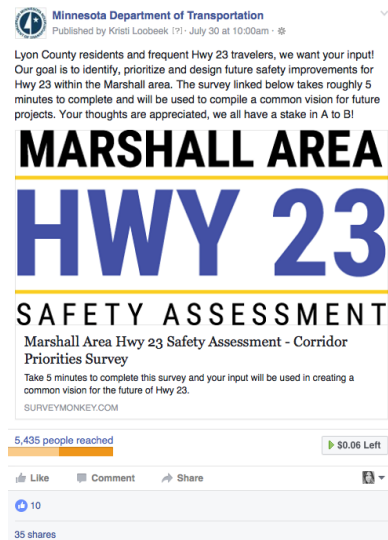 Minnesota Department of Transportation
Published by Kristi Loobeek [?] · July 30 at 10:00am ·
Lyon County residents and frequent Hwy 23 travelers, we want your input!
Our goal is to identify, prioritize and design future safety improvements for
Hwy 23 within the Marshall area. The survey linked below takes roughly 5
minutes to complete and will be used to compile a common vision for future
projects. Your thoughts are appreciated, we all have a stake in A to B!
MARSHALL AREA
HWY 23
SAFETY ASSESSMENT
Marshall Area Hwy 23 Safety Assessment - Corridor
Priorities Survey
Take 5 minutes to complete this survey and your input will be used in creating a
common vision for the future of Hwy 23.
SURVEYMONKEY.COM
5,435 people reached
$0.06 Left
Like Comment Share
10
35 shares